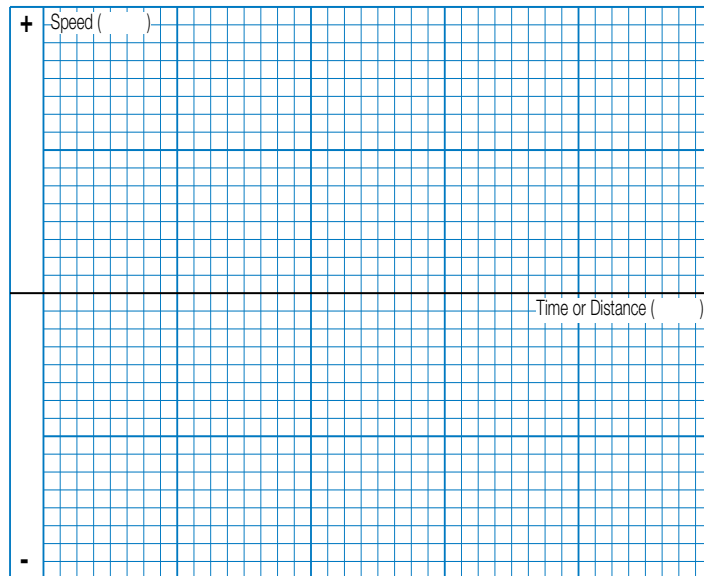 + Speed ( )
Time or Distance ( )
-